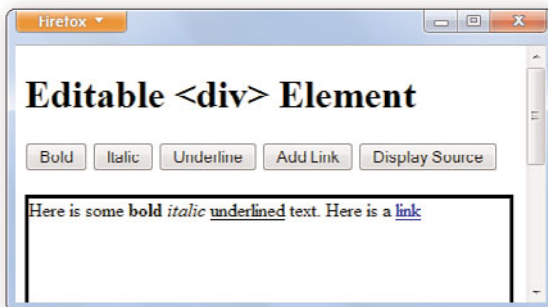 Firefox
Editable <div> Element
Bold Italic Underline Add Link Display Source
Here is some bold italic underlined text. Here is a link